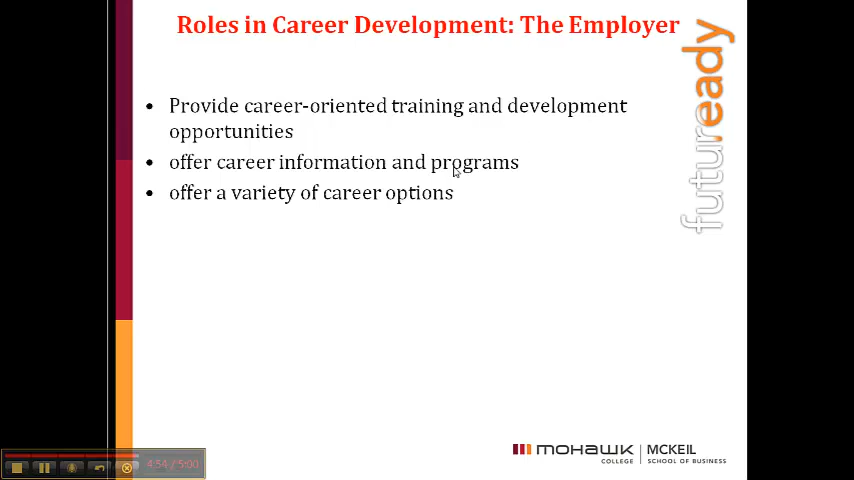 Roles in Career Development: The Employer
futuready
• Provide career-oriented training and development
opportunities
• offer career information and programs
• offer a variety of career options
mohawk
COLLEGE
MCKEIL
SCHOOL OF BUSINESS
4:54 / 5:00